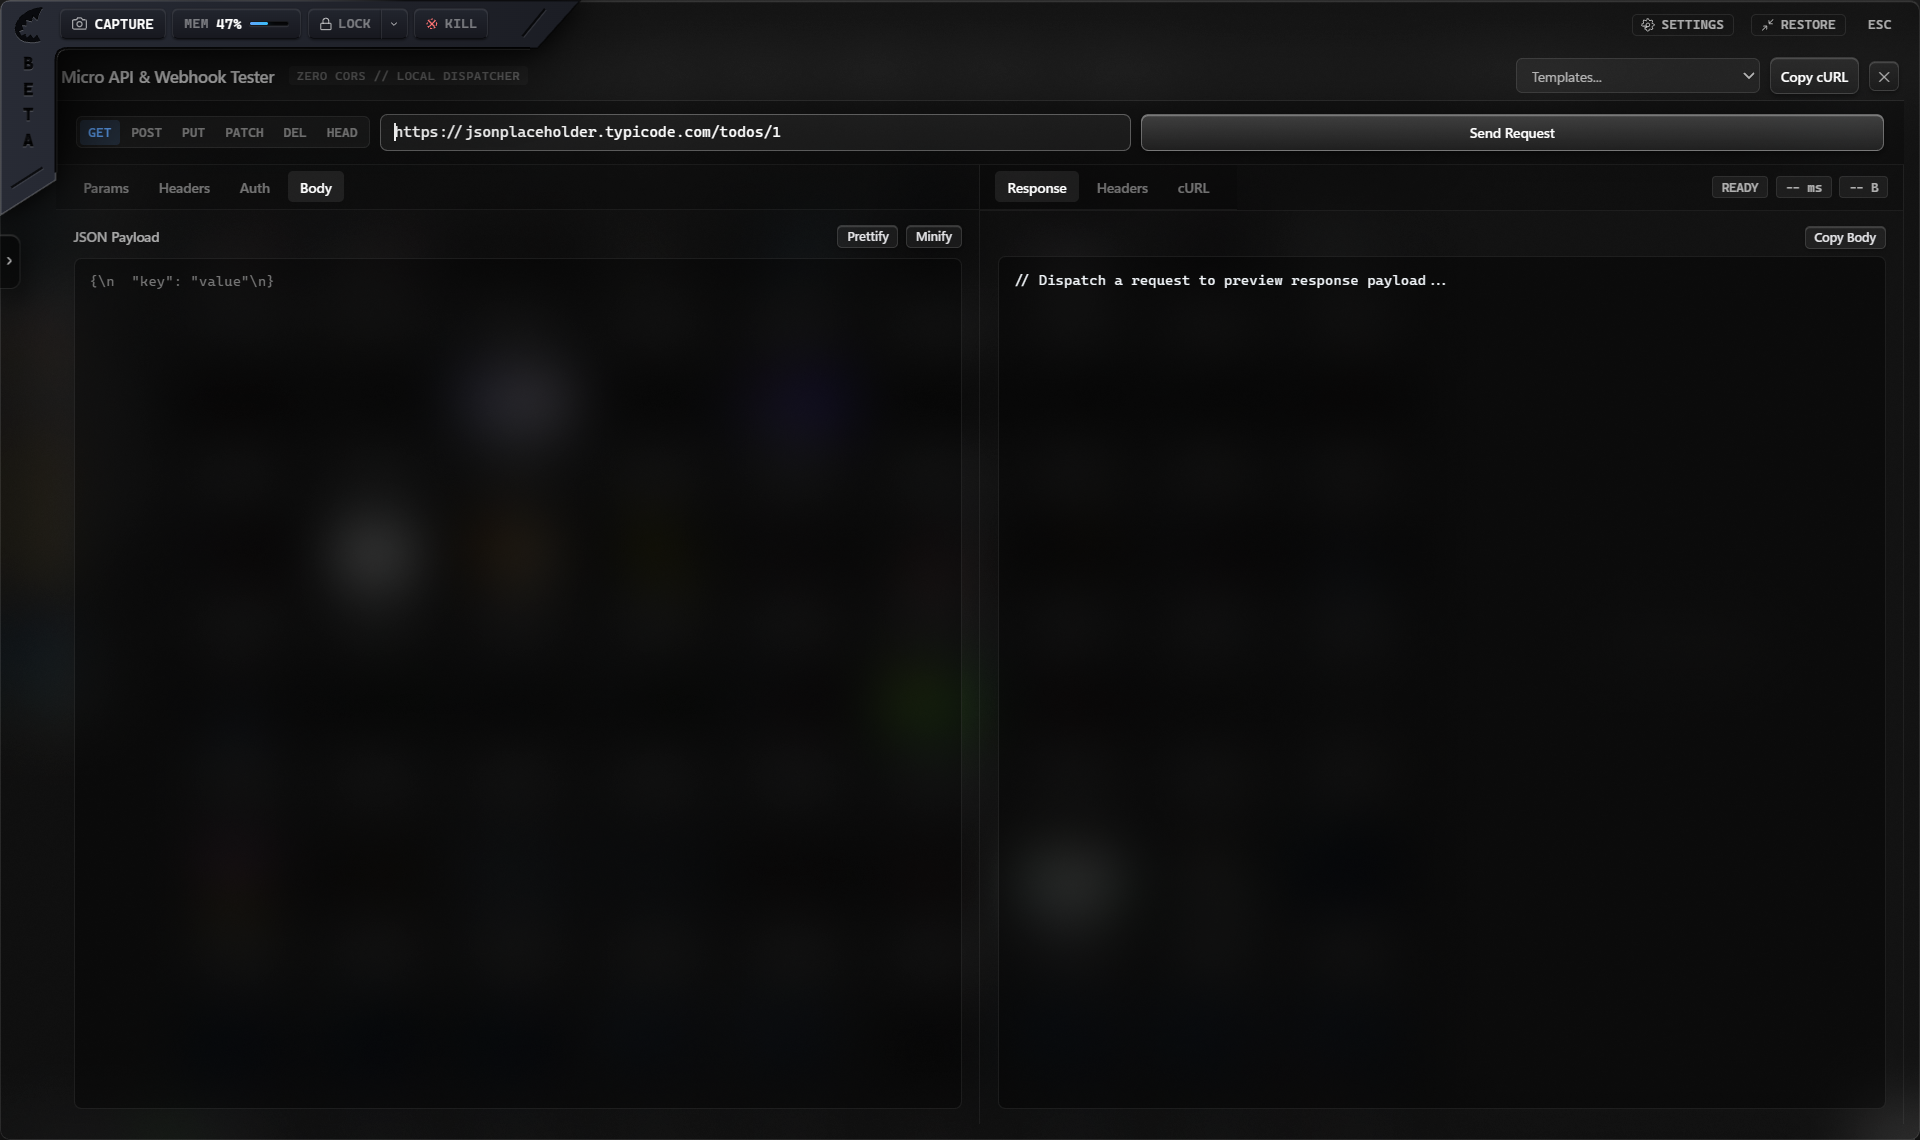 CAPTURE
MEM 47%
LOCK
KILL
SETTINGS
RESTORE
ESC
BETA
Micro API & Webhook Tester
ZERO CORS // LOCAL DISPATCHER
Templates...
Copy cURL
GET
POST
PUT
PATCH
DEL
HEAD
https://jsonplaceholder.typicode.com/todos/1
Send Request
Params
Headers
Auth
Body
Response
Headers
cURL
READY
-- ms
-- B
JSON Payload
Prettify
Minify
Copy Body
{\n  "key": "value"\n}
// Dispatch a request to preview response payload...